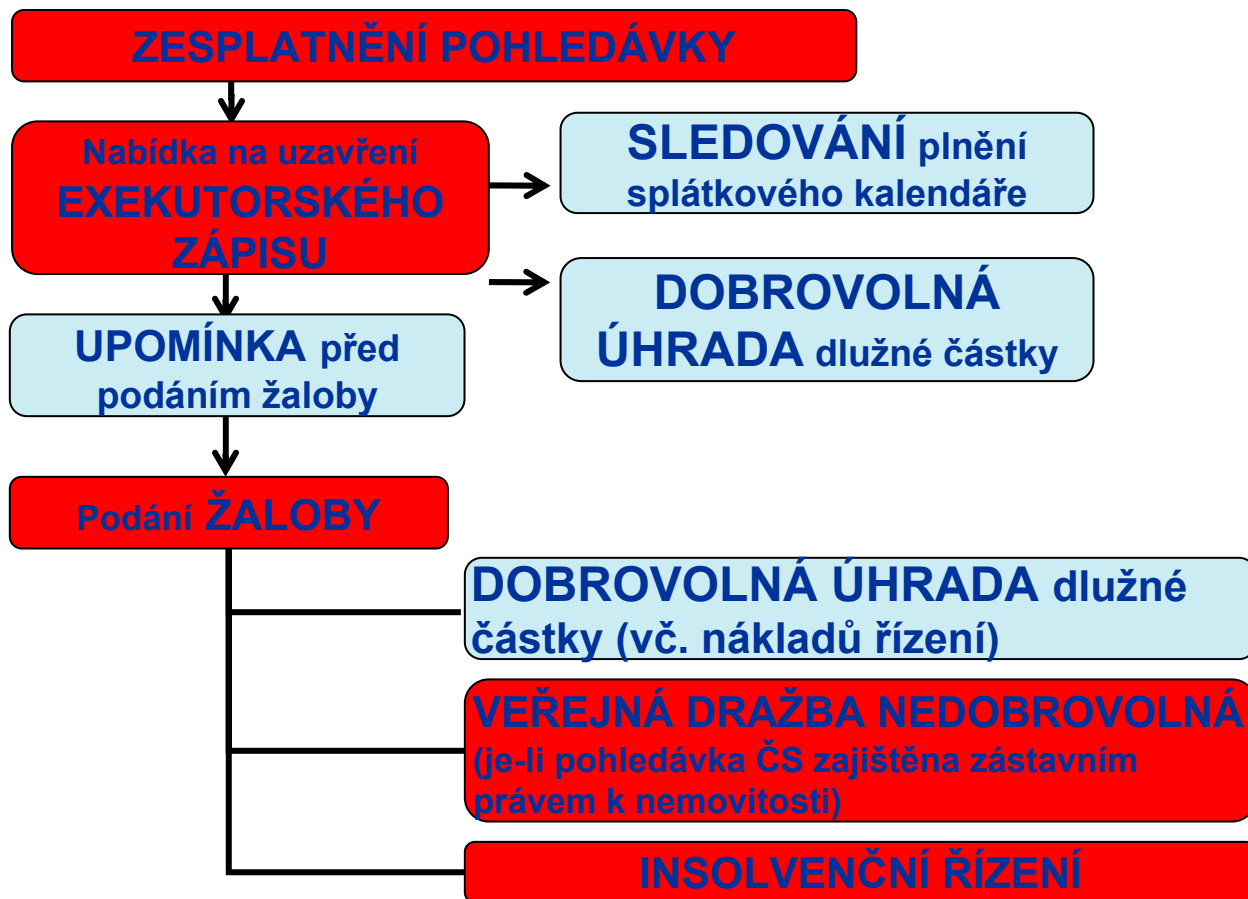 ZESPLATNĚNÍ POHLEDÁVKY
Nabídka na uzavření
EXEKUTORSKÉHO
ZÁPISU
SLEDOVÁNÍ plnění
splátkového kalendáře
DOBROVOLNÁ
ÚHRADA dlužné částky
UPOMÍNKA před
podáním žaloby
Podání ŽALOBY
DOBROVOLNÁ ÚHRADA dlužné
částky (vč. nákladů řízení)
VEŘEJNÁ DRAŽBA NEDOBROVOLNÁ
(je-li pohledávka ČS zajištěna zástavním
právem k nemovitosti)
INSOLVENČNÍ ŘÍZENÍ